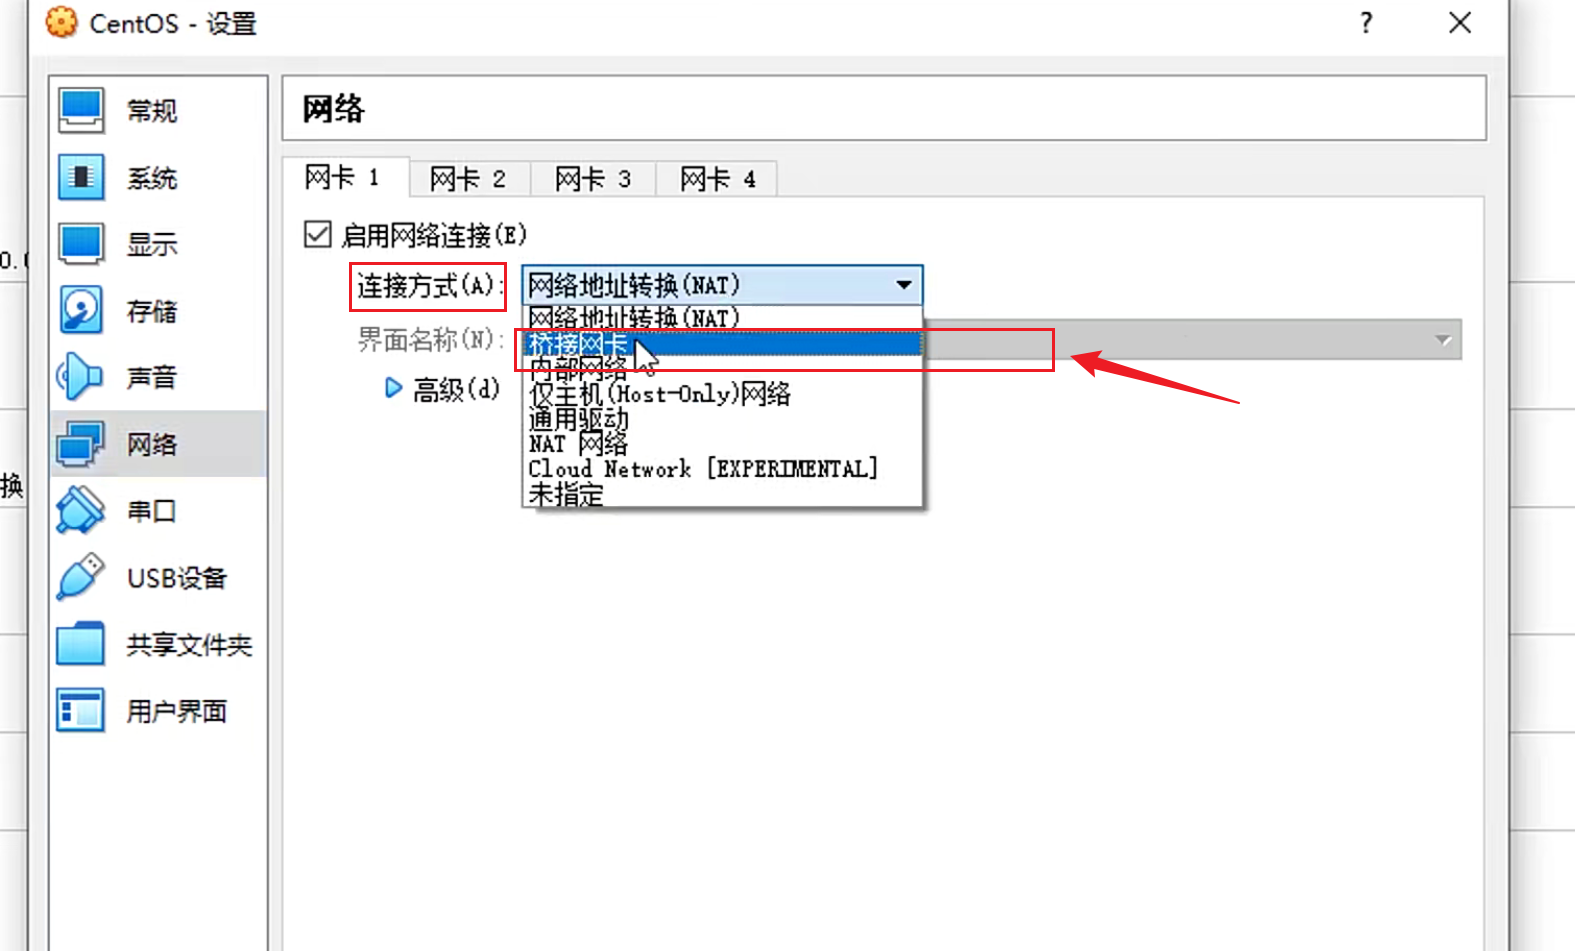 CentOS - 设置
?
常规
系统
显示
存储
声音
网络
串口
USB设备
共享文件夹
用户界面
网络
网卡 1
网卡 2
网卡 3
网卡 4
启用网络连接(E)
连接方式(A):
网络地址转换(NAT)
网络地址转换(NAT)
桥接网卡
内部网络
仅主机(Host-Only)网络
通用驱动
NAT 网络
Cloud Network [EXPERIMENTAL]
未指定
界面名称(N):
高级(d)
0.
换